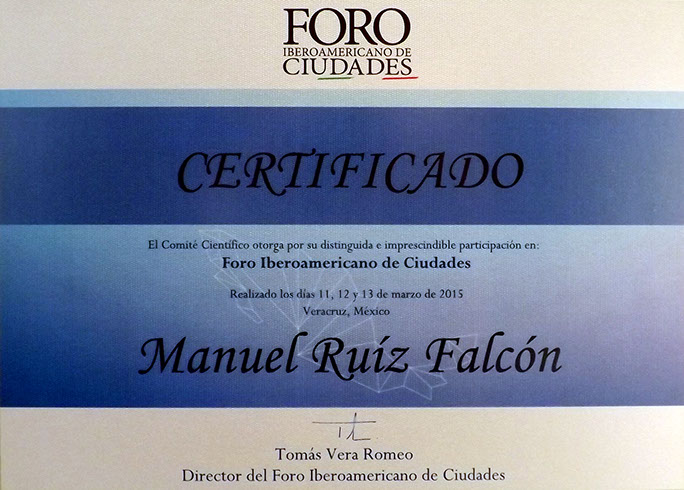 FORO
IBEROAMERICANO DE
CIUDADES
CERTIFICADO
El Comité Científico otorga por su distinguida e imprescindible participación en:
Foro Iberoamericano de Ciudades
Realizado los días 11, 12 y 13 de marzo de 2015
Veracruz, México
Manuel Ruíz Falcón
Tomás Vera Romeo
Director del Foro Iberoamericano de Ciudades